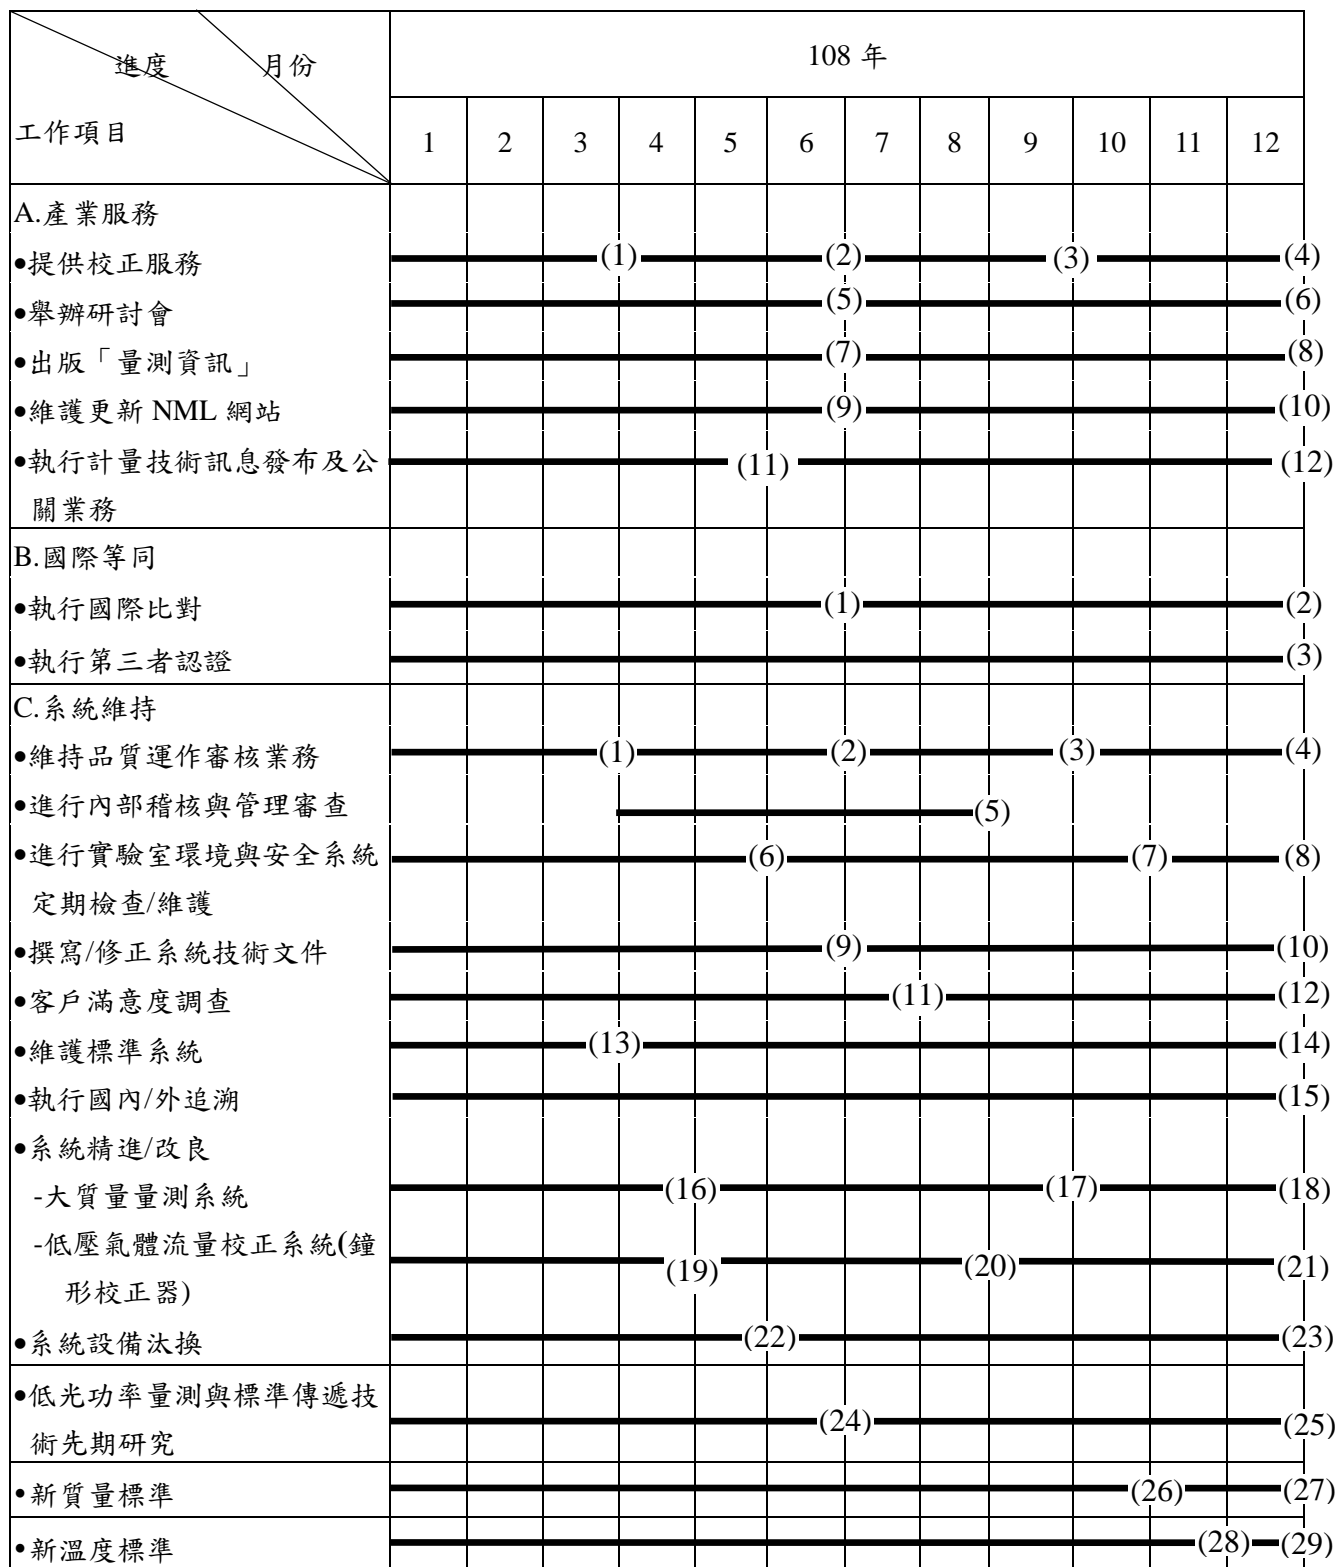 進度 月份
108 年
工作項目
1 2 3 4 5 6 7 8 9 10 11 12
A.產業服務
•提供校正服務 (1) (2) (3) (4)
•舉辦研討會 (5) (6)
•出版「量測資訊」 (7) (8)
•維護更新 NML 網站 (9) (10)
•執行計量技術訊息發布及公 (11) (12)
關業務
B.國際等同
•執行國際比對 (1) (2)
•執行第三者認證 (3)
C.系統維持
•維持品質運作審核業務 (1) (2) (3) (4)
•進行內部稽核與管理審查 (5)
•進行實驗室環境與安全系統 (6) (7) (8)
定期檢查/維護
•撰寫/修正系統技術文件 (9) (10)
•客戶滿意度調查 (11) (12)
•維護標準系統 (13) (14)
•執行國內/外追溯 (15)
•系統精進/改良
-大質量量測系統 (16) (17) (18)
-低壓氣體流量校正系統(鐘 (19) (20) (21)
形校正器)
•系統設備汰換 (22) (23)
•低光功率量測與標準傳遞技 (24) (25)
術先期研究
•新質量標準 (26) (27)
•新溫度標準 (28) (29)